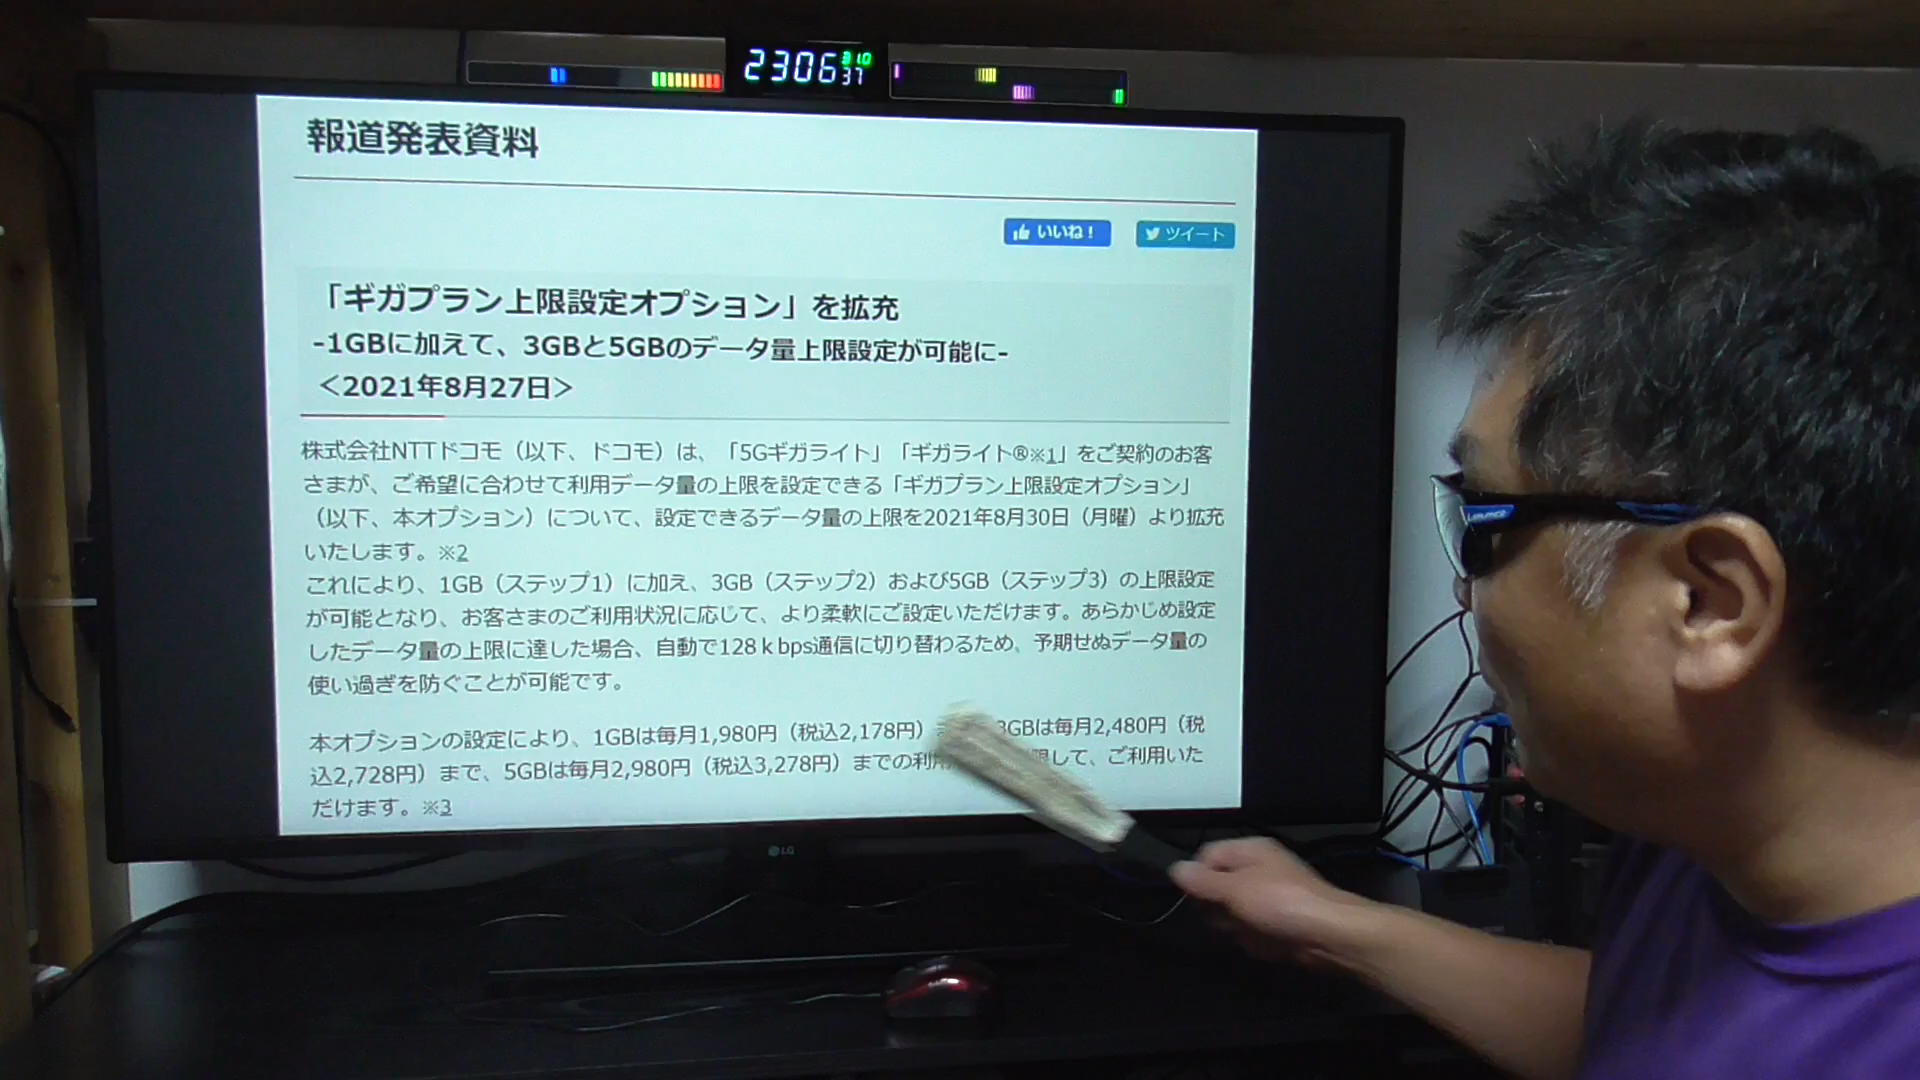 2306
310
37
報道発表資料
いいね!
ツイート
「ギガプラン上限設定オプション」を拡充
-1GBに加えて、3GBと5GBのデータ量上限設定が可能に-
＜2021年8月27日＞
株式会社NTTドコモ（以下、ドコモ）は、「5Gギガライト」「ギガライト®※1」をご契約のお客
さまが、ご希望に合わせて利用データ量の上限を設定できる「ギガプラン上限設定オプション」
（以下、本オプション）について、設定できるデータ量の上限を2021年8月30日（月曜）より拡充
いたします。※2
これにより、1GB（ステップ1）に加え、3GB（ステップ2）および5GB（ステップ3）の上限設定
が可能となり、お客さまのご利用状況に応じて、より柔軟にご設定いただけます。あらかじめ設定
したデータ量の上限に達した場合、自動で128ｋbps通信に切り替わるため、予期せぬデータ量の
使い過ぎを防ぐことが可能です。
本オプションの設定により、1GBは毎月1,980円（税込2,178円）3GBは毎月2,480円（税
込2,728円）まで、5GBは毎月2,980円（税込3,278円）までの利用 限して、ご利用いた
だけます。※3
LG